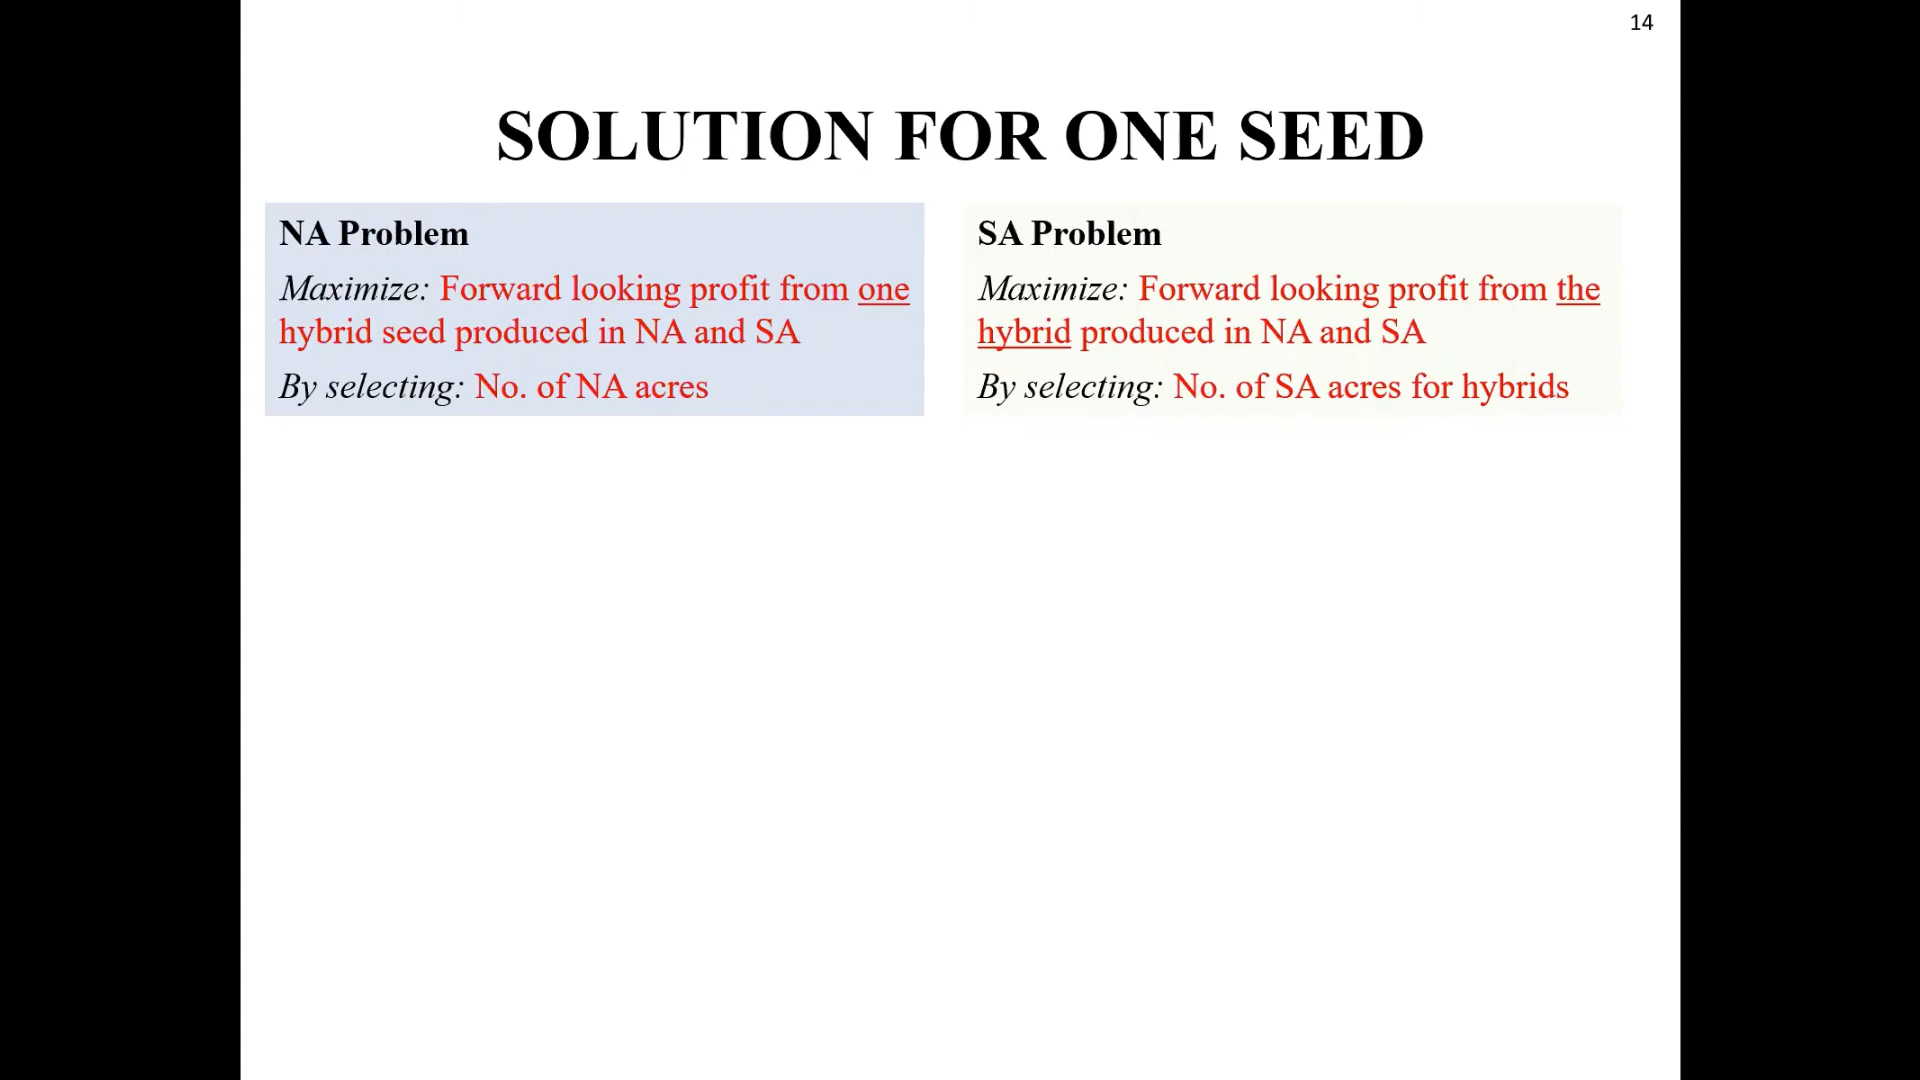 14
SOLUTION FOR ONE SEED
NA Problem
Maximize: Forward looking profit from one
hybrid seed produced in NA and SA
By selecting: No. of NA acres
SA Problem
Maximize: Forward looking profit from the
hybrid produced in NA and SA
By selecting: No. of SA acres for hybrids